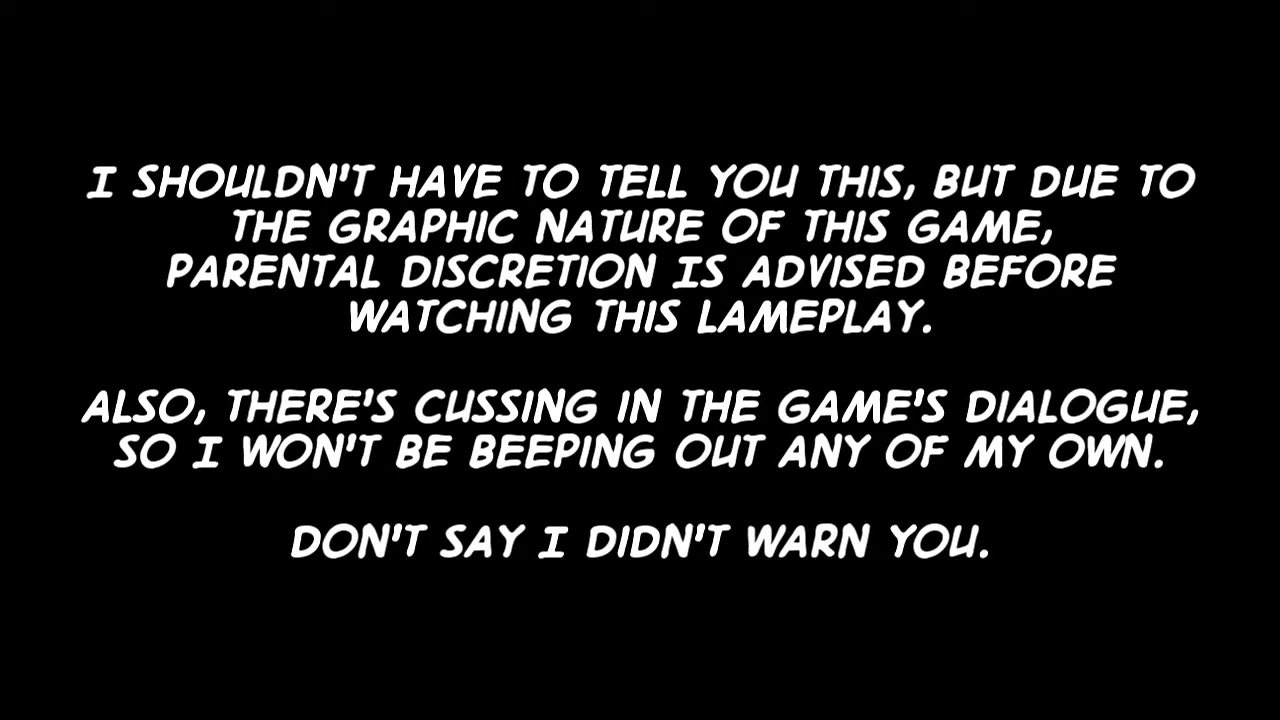 I SHOULDN'T HAVE TO TELL YOU THIS, BUT DUE TO
THE GRAPHIC NATURE OF THIS GAME,
PARENTAL DISCRETION IS ADVISED BEFORE
WATCHING THIS LAMEPLAY.
ALSO, THERE'S CUSSING IN THE GAME'S DIALOGUE,
SO I WON'T BE BEEPING OUT ANY OF MY OWN.
DON'T SAY I DIDN'T WARN YOU.